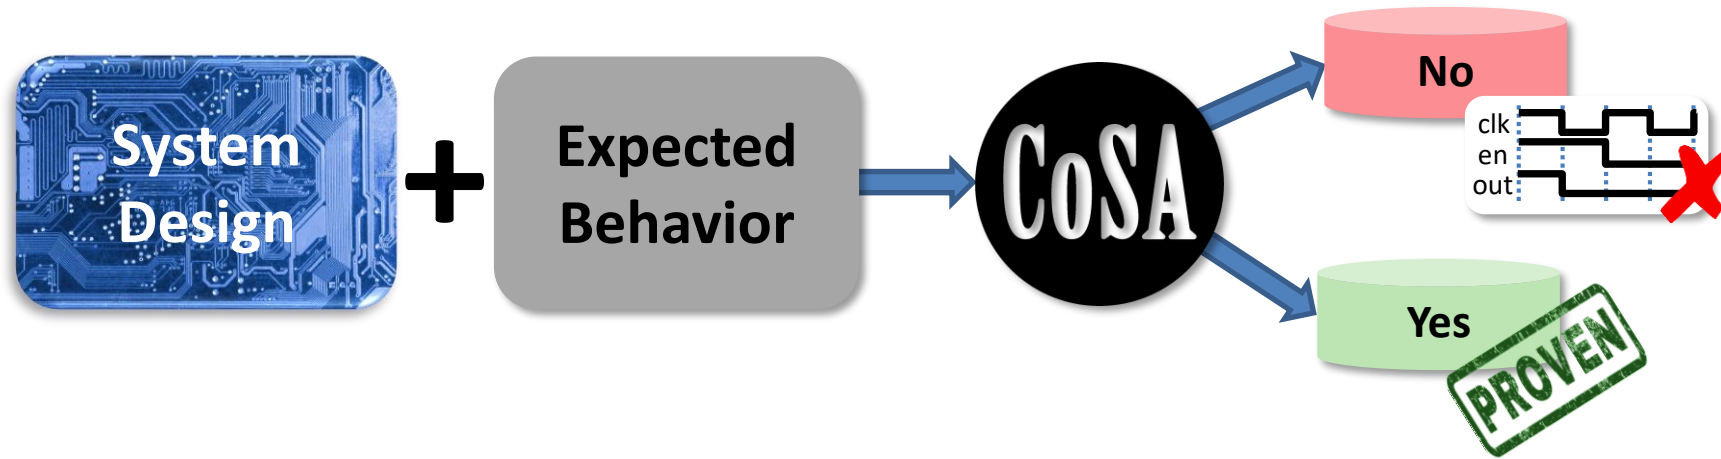 System
Design
+
Expected
Behavior
CoSA
No
clk
en
out
Yes
PROVEN